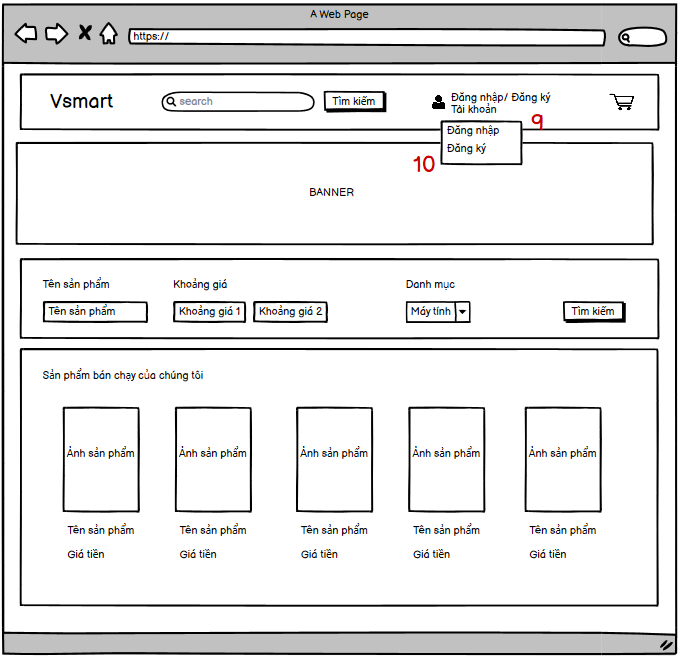 A Web Page
https://
Vsmart
search
Tìm kiếm
Đăng nhập/ Đăng ký
Tài khoản
9
Đăng nhập
Đăng ký
10
BANNER
Tên sản phẩm
Khoảng giá
Danh mục
Tên sản phẩm
Khoảng giá 1
Khoảng giá 2
Máy tính
Tìm kiếm
Sản phẩm bán chạy của chúng tôi
Ảnh sản phẩm
Ảnh sản phẩm
Ảnh sản phẩm
Ảnh sản phẩm
Ảnh sản phẩm
Tên sản phẩm
Tên sản phẩm
Tên sản phẩm
Tên sản phẩm
Tên sản phẩm
Giá tiền
Giá tiền
Giá tiền
Giá tiền
Giá tiền